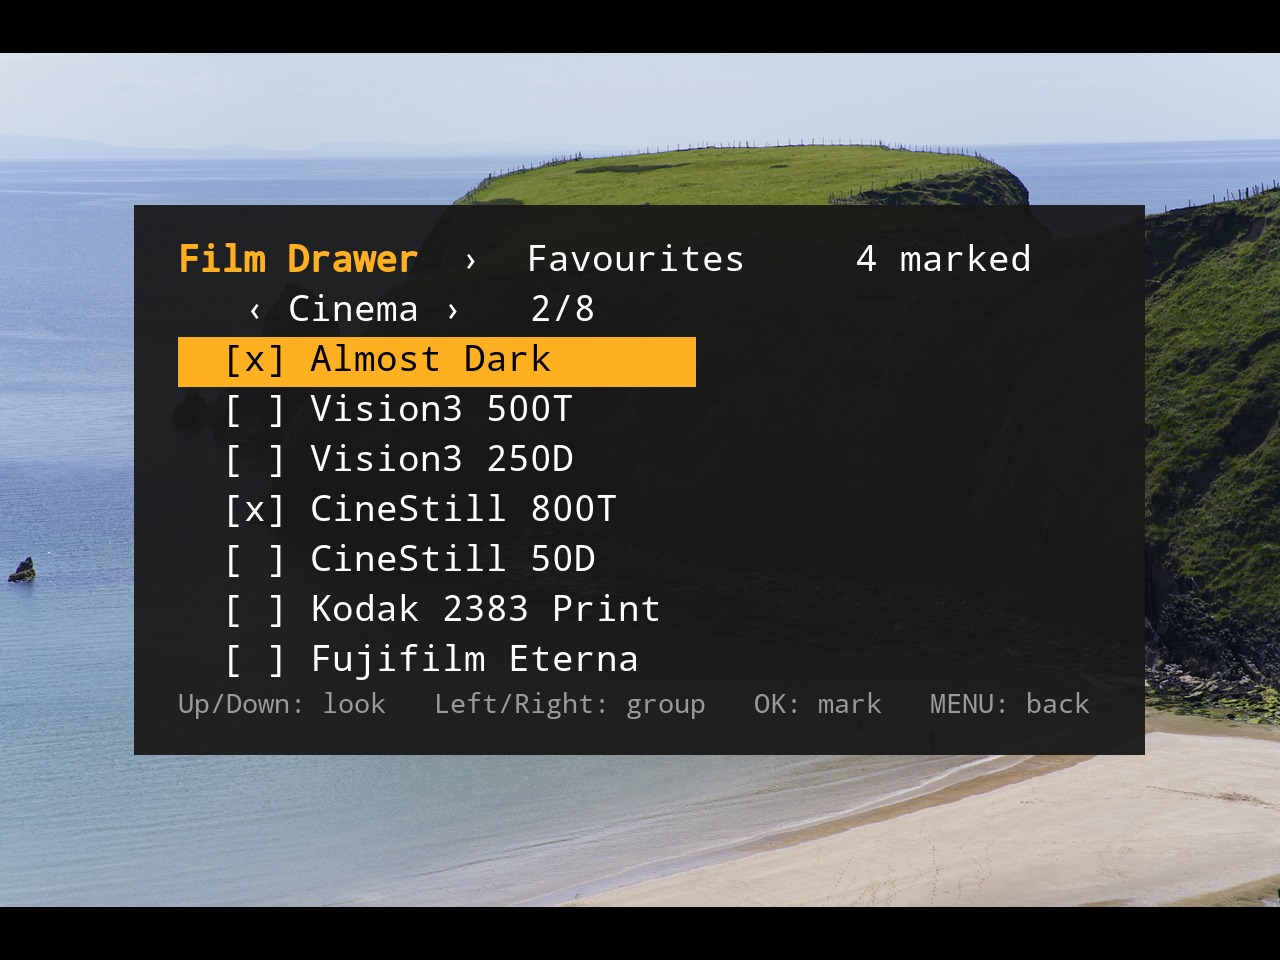 Film Drawer › Favourites 4 marked
‹ Cinema › 2/8
[x] Almost Dark
[ ] Vision3 500T
[ ] Vision3 250D
[x] CineStill 800T
[ ] CineStill 50D
[ ] Kodak 2383 Print
[ ] Fujifilm Eterna
Up/Down: look Left/Right: group OK: mark MENU: back